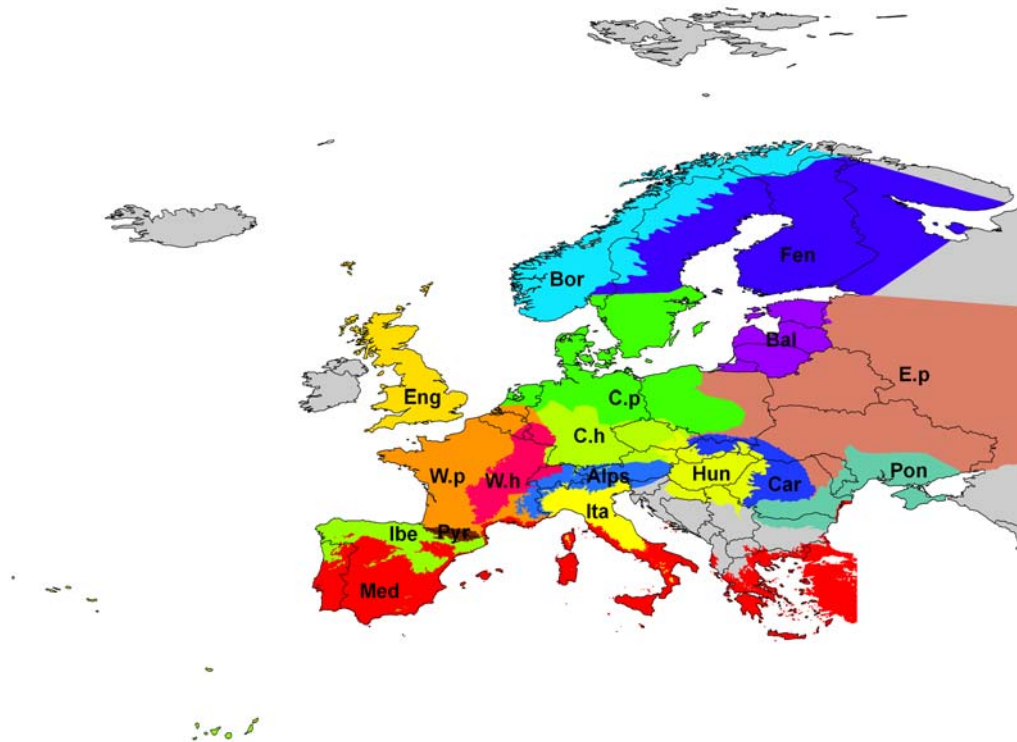 Fen
Bor
Bal
E.p
Eng
C.p
C.h
W.p
W.h
Alps
Hun
Car
Pon
Ita
Ibe
Pyr
Med